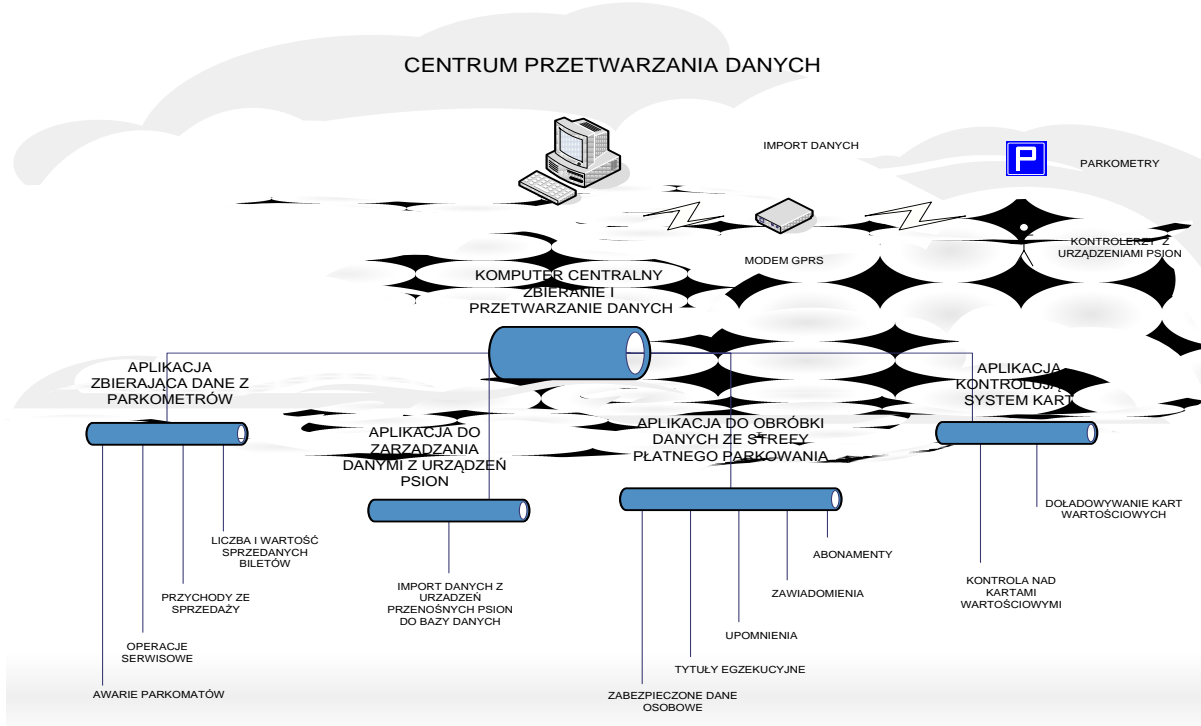 CENTRUM PRZETWARZANIA DANYCH
IMPORT DANYCH
P
PARKOMETRY
KONTROLERZY Z
URZĄDZENIAMI PSION
MODEM GPRS
KOMPUTER CENTRALNY
ZBIERANIE I
PRZETWARZANIE DANYCH
APLIKACJA
ZBIERAJĄCA DANE Z
PARKOMETRÓW
APLIKACJA DO
ZARZĄDZANIA
DANYMI Z URZĄDZEŃ
PSION
APLIKACJA DO OBRÓBKI
DANYCH ZE STREFY
PŁATNEGO PARKOWANIA
APLIKACJA
KONTROLUJĄ
SYSTEM KART
LICZBA I WARTOŚĆ
SPRZEDANYCH
BILETÓW
PRZYCHODY ZE
SPRZEDAŻY
OPERACJE
SERWISOWE
AWARIE PARKOMATÓW
IMPORT DANYCH Z
URZADZEŃ
PRZENOŚNYCH PSION
DO BAZY DANYCH
ABONAMENTY
ZAWIADOMIENIA
UPOMNIENIA
TYTUŁY EGZEKUCYJNE
ZABEZPIECZONE DANE
OSOBOWE
DOŁADOWYWANIE KART
WARTOŚCIOWYCH
KONTROLA NAD
KARTAMI
WARTOŚCIOWYMI